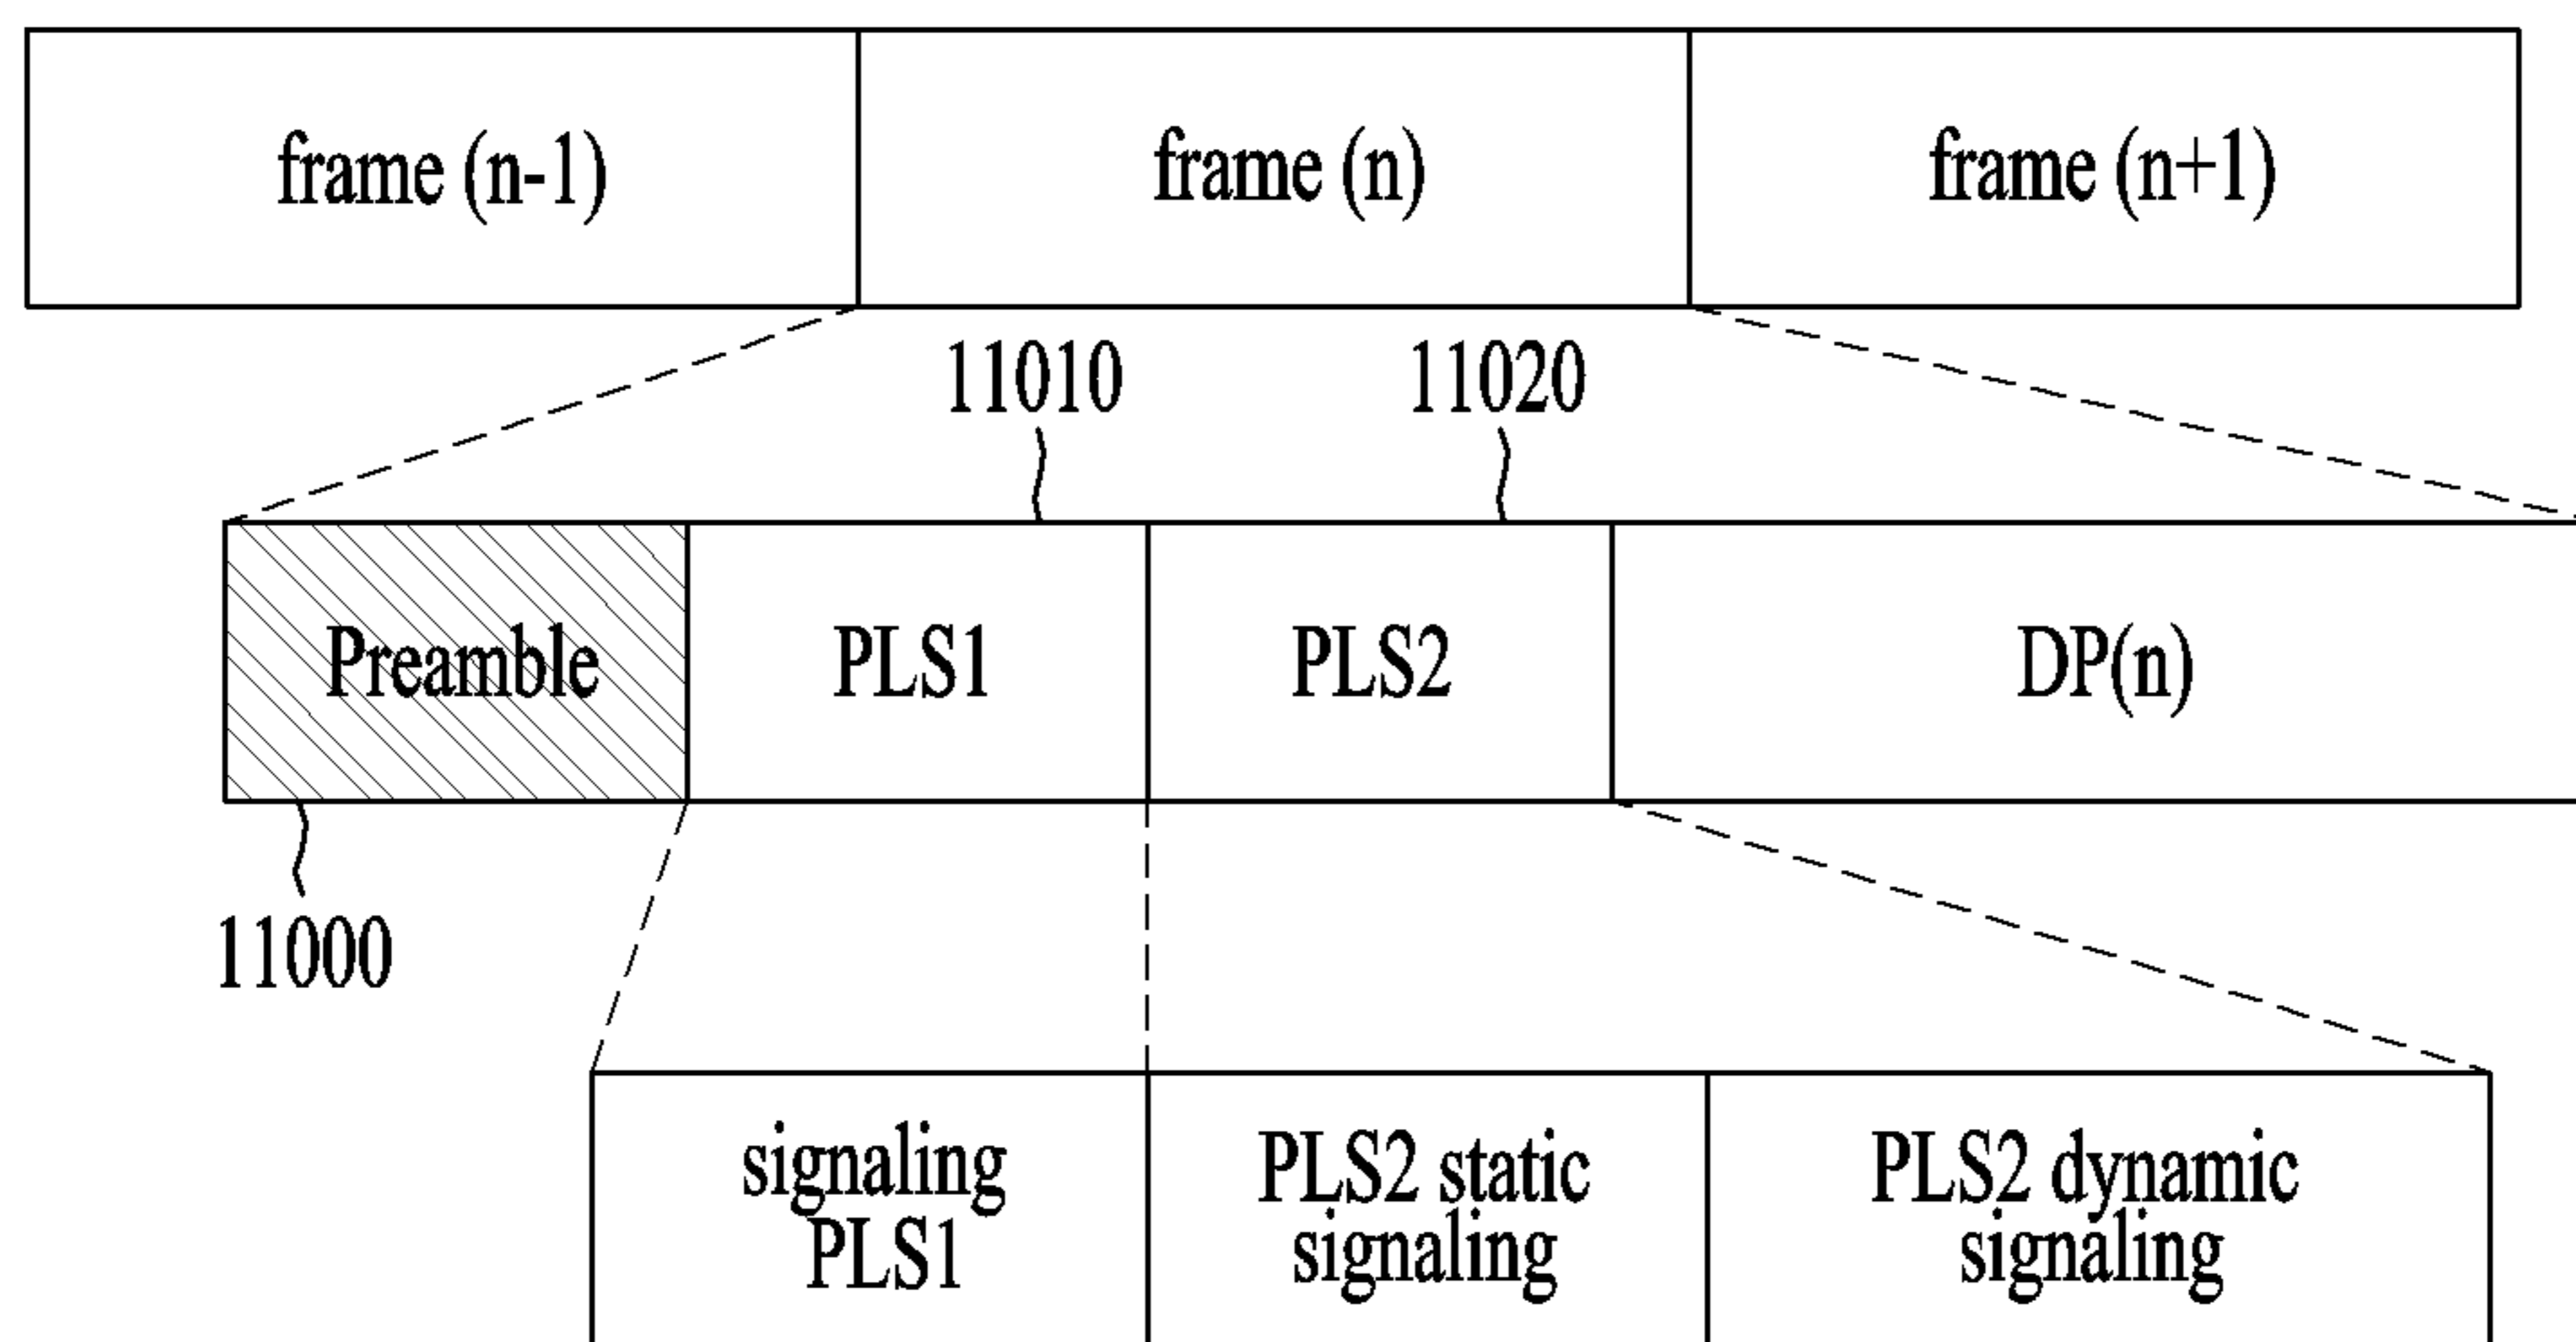 frame (n-1)
frame (n)
frame (n+1)
11010
11020
Preamble
PLS1
PLS2
DP(n)
11000
signaling
PLS1
PLS2 static
signaling
PLS2 dynamic
signaling